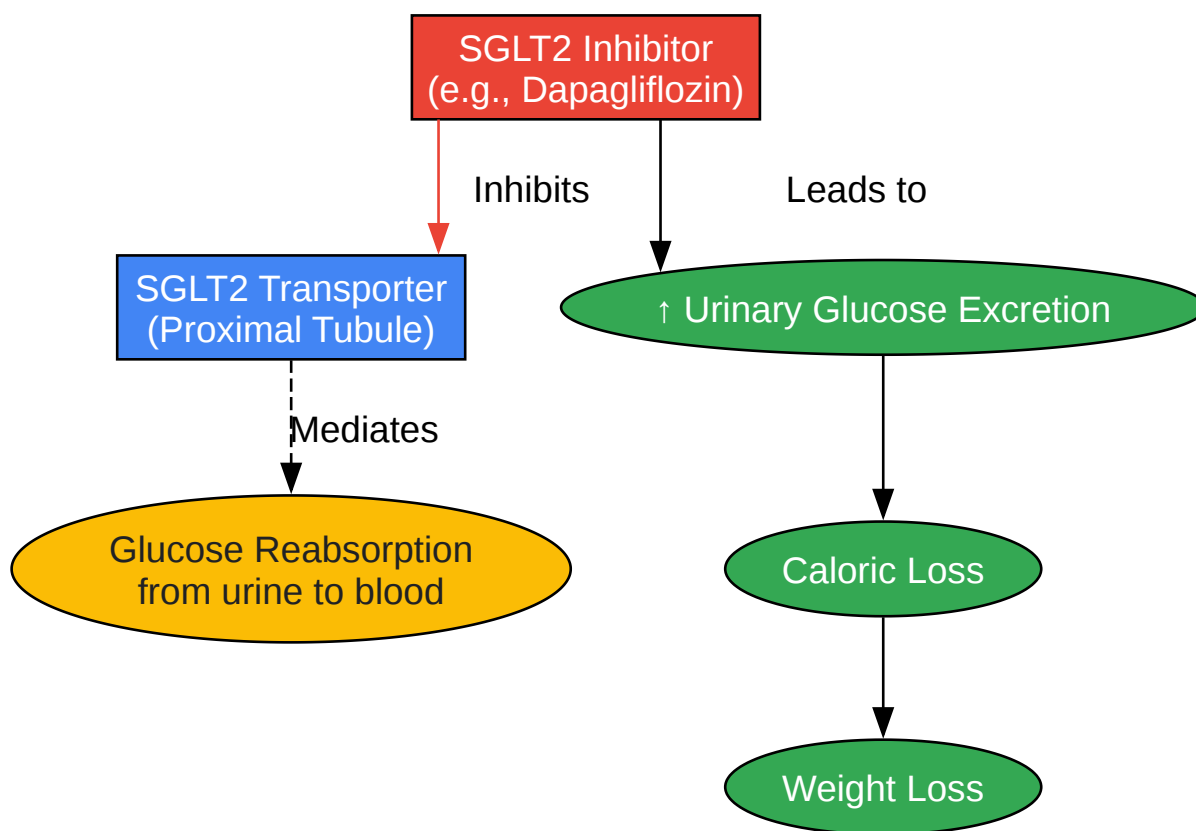 SGLT2 Inhibitor
(e.g., Dapagliflozin)
Inhibits
Leads to
SGLT2 Transporter
(Proximal Tubule)
↑ Urinary Glucose Excretion
Mediates
Glucose Reabsorption
from urine to blood
Caloric Loss
Weight Loss